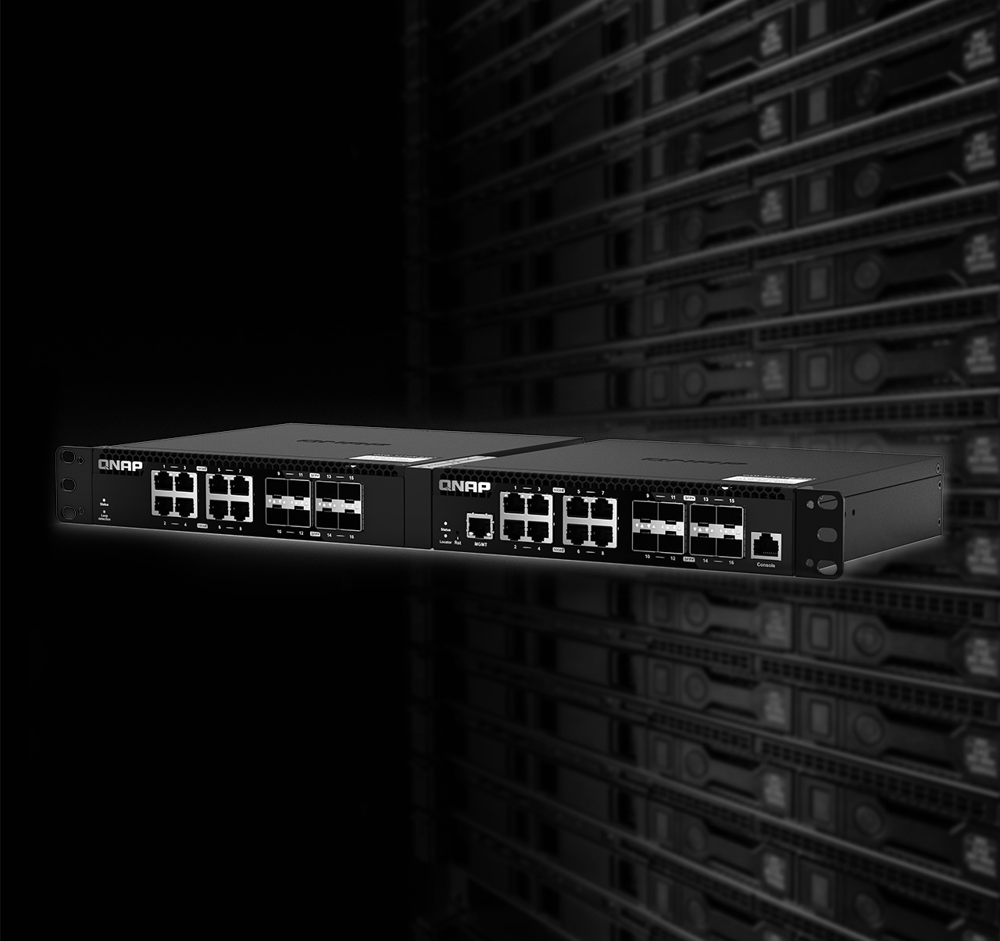 QNAP
1 3 10GbE 5 7
9 11 SFP+ 13 15
Status
Loop
detection
2 4 10GbE 6 8
10 12 SFP+ 14 16
QNAP
1 3 10GbE 5 7
9 11 SFP+ 13 15
Status
Locator Rst
MGMT
2 4 10GbE 6 8
10 12 SFP+ 14 16
Console